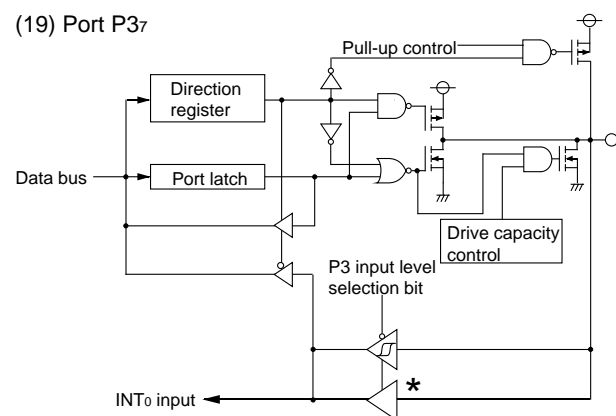 (19) Port P3₇
Pull-up control
Direction
register
Data bus
Port latch
Drive capacity
control
P3 input level
selection bit
*
INT₀ input